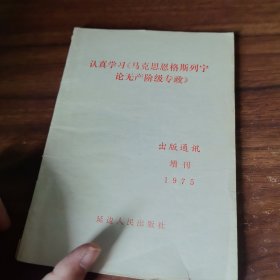 认真学习《马克思恩格斯列宁
论无产阶级专政》
出版通讯
增刊
1975
延边人民出版社